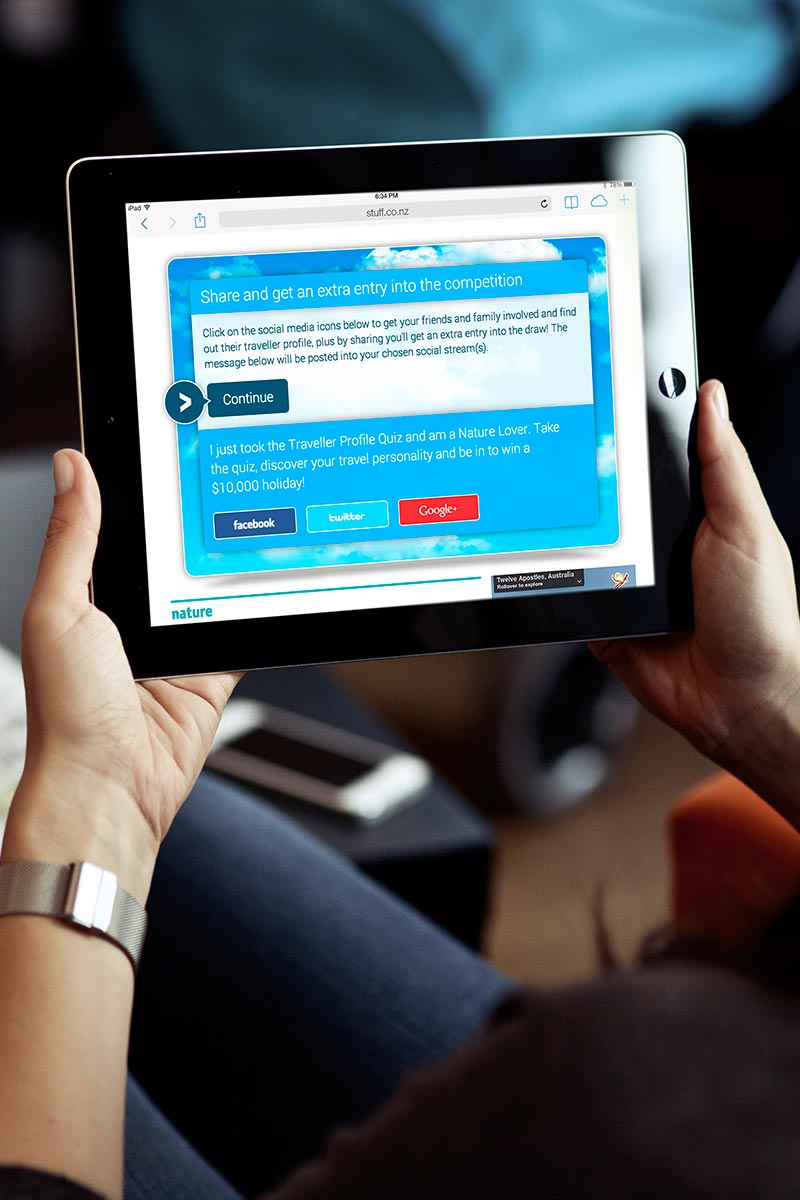 iPad
6:34 PM
78%
stuff.co.nz
Share and get an extra entry into the competition
Click on the social media icons below to get your friends and family involved and find
out their traveller profile, plus by sharing you'll get an extra entry into the draw! The
message below will be posted into your chosen social stream(s).
> Continue
I just took the Traveller Profile Quiz and am a Nature Lover. Take
the quiz, discover your travel personality and be in to win a
$10,000 holiday!
facebook
twitter
Google+
nature
Twelve Apostles, Australia
Rollover to explore